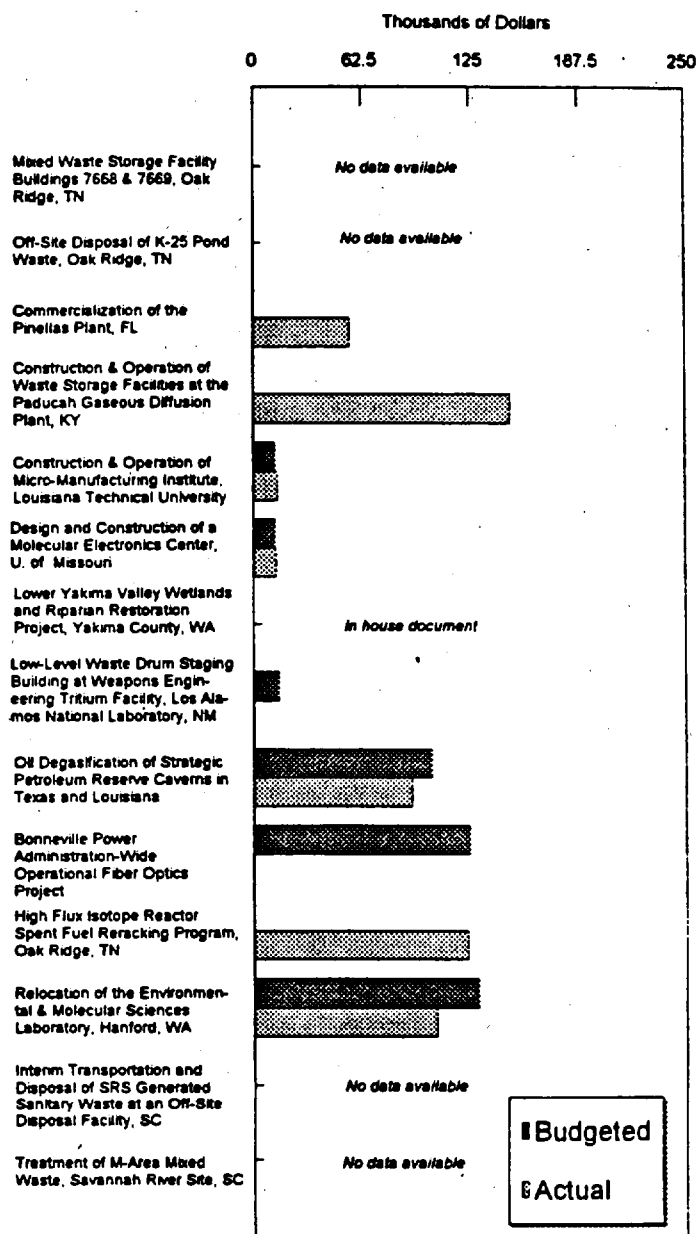 Thousands of Dollars
0 62.5 125 187.5 250
Mixed Waste Storage Facility
Buildings 7668 & 7669, Oak
Ridge, TN
No data available
Off-Site Disposal of K-25 Pond
Waste, Oak Ridge, TN
No data available
Commercialization of the
Pinellas Plant, FL
Construction & Operation of
Waste Storage Facilities at the
Paducah Gaseous Diffusion
Plant, KY
Construction & Operation of
Micro-Manufacturing Institute,
Louisiana Technical University
Design and Construction of a
Molecular Electronics Center,
U. of Missouri
Lower Yakima Valley Wetlands
and Riparian Restoration
Project, Yakima County, WA
in house document
Low-Level Waste Drum Staging
Building at Weapons Engin-
eering Tritium Facility, Los Ala-
mos National Laboratory, NM
Oil Degasification of Strategic
Petroleum Reserve Caverns in
Texas and Louisiana
Bonneville Power
Administration-Wide
Operational Fiber Optics
Project
High Flux Isotope Reactor
Spent Fuel Reracking Program,
Oak Ridge, TN
Relocation of the Environmen-
tal & Molecular Sciences
Laboratory, Hanford, WA
Interim Transportation and
Disposal of SRS Generated
Sanitary Waste at an Off-Site
Disposal Facility, SC
No data available
Treatment of M-Area Mixed
Waste, Savannah River Site, SC
No data available
Budgeted
Actual